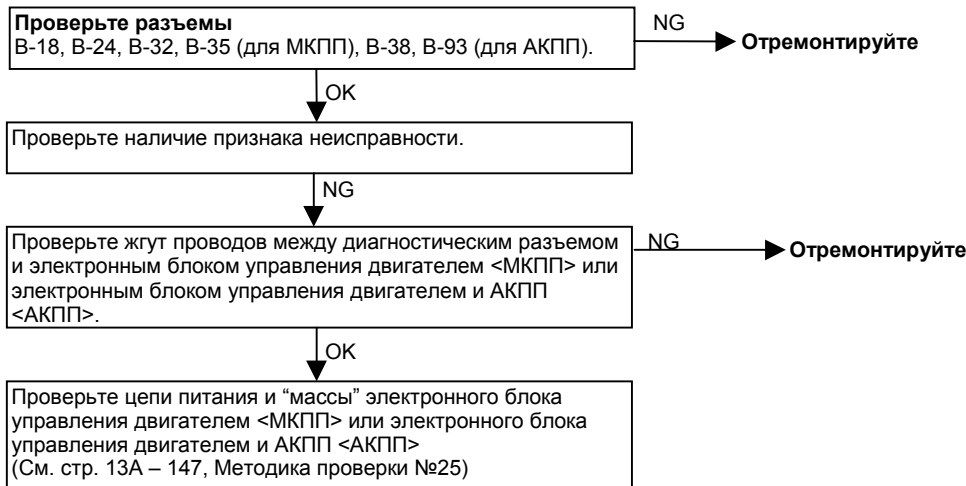 Проверьте разъемы
B-18, B-24, B-32, B-35 (для МКПП), B-38, B-93 (для АКПП).
NG
Отремонтируйте
OK
Проверьте наличие признака неисправности.
NG
Проверьте жгут проводов между диагностическим разъемом
и электронным блоком управления двигателем <МКПП> или
электронным блоком управления двигателем и АКПП
<АКПП>.
NG
Отремонтируйте
OK
Проверьте цепи питания и “массы” электронного блока
управления двигателем <МКПП> или электронного блока
управления двигателем и АКПП <АКПП>
(См. стр. 13А – 147, Методика проверки №25)